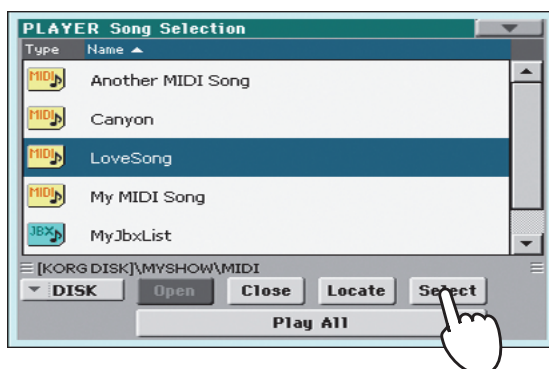 PLAYER Song Selection
Type Name
MIDI Another MIDI Song
MIDI Canyon
MIDI LoveSong
MIDI My MIDI Song
JBX MyJbxList
[KORG DISK]\MYSHOW\MIDI
DISK Open Close Locate Select
Play All